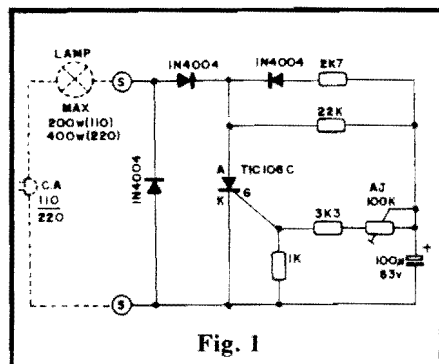 LAMP
S
1N4004
1N4004
2K7
MAX
200W(110)
400W(220)
22K
1N4004
A
TIC106C
G
K
AJ
100K
C.A
110
220
3K3
1K
+
100µ
63V
S
Fig. 1